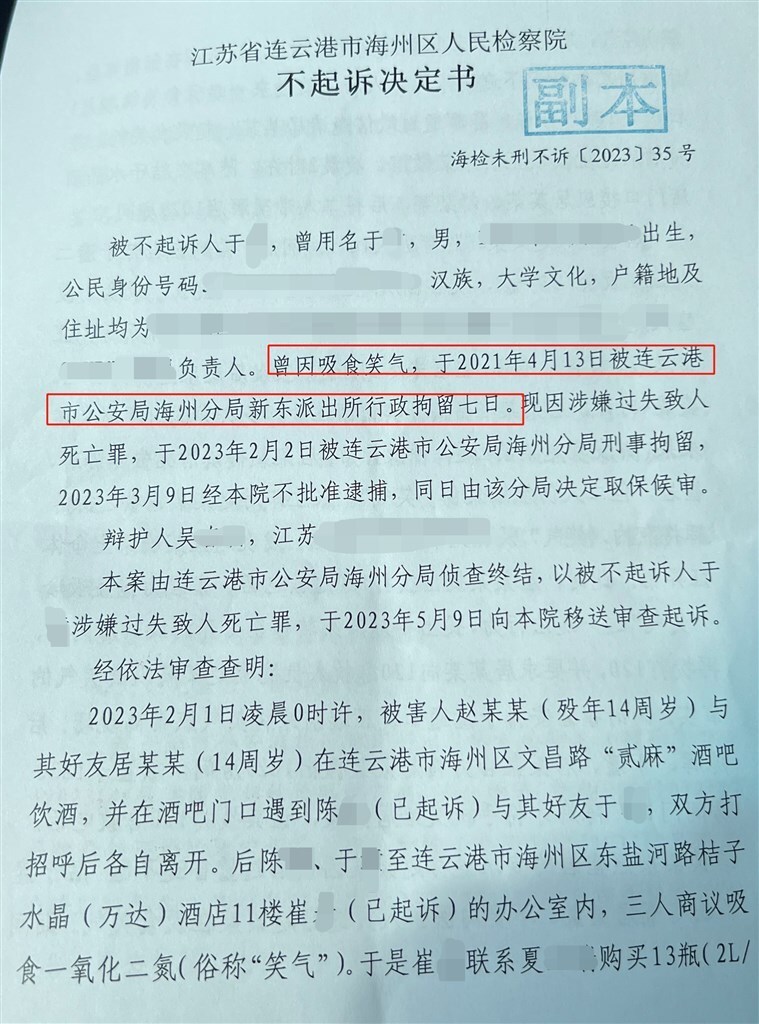 江苏省连云港市海州区人民检察院
不起诉决定书
副本
海检未刑不诉〔2023〕35号
被不起诉人于,曾用名于,男,出生,
公民身份号码 汉族,大学文化,户籍地及
住址均为
负责人。曾因吸食笑气,于2021年4月13日被连云港
市公安局海州分局新东派出所行政拘留七日。现因涉嫌过失致人
死亡罪,于2023年2月2日被连云港市公安局海州分局刑事拘留,
2023年3月9日经本院不批准逮捕,同日由该分局决定取保候审。
辩护人吴,江苏
本案由连云港市公安局海州分局侦查终结,以被不起诉人于
涉嫌过失致人死亡罪,于2023年5月9日向本院移送审查起诉。
经依法审查查明:
2023年2月1日凌晨0时许,被害人赵某某(殁年14周岁)与
其好友居某某(14周岁)在连云港市海州区文昌路“贰麻”酒吧
饮酒,并在酒吧门口遇到陈(已起诉)与其好友于,双方打
招呼后各自离开。后陈、于至连云港市海州区东盐河路桔子
水晶(万达)酒店11楼崔(已起诉)的办公室内,三人商议吸
食一氧化二氮(俗称“笑气”)。于是崔联系夏购买13瓶(2L/